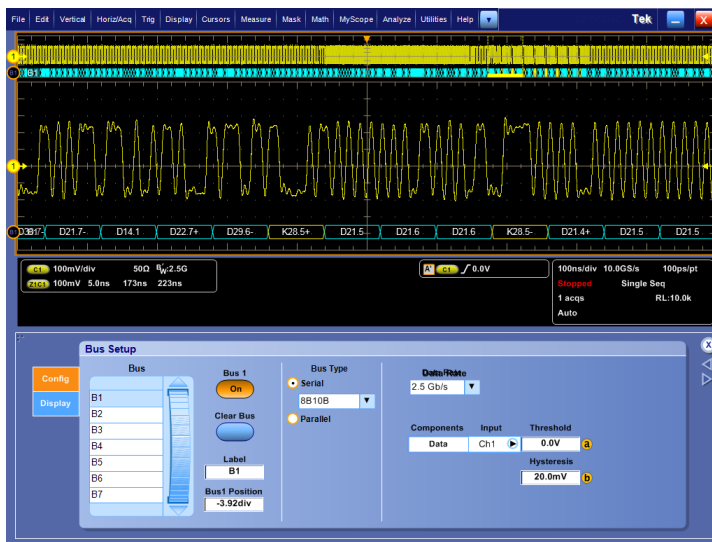 File Edit Vertical Horiz/Acq Trig Display Cursors Measure Mask Math MyScope Analyze Utilities Help Tek X
1
B1 B1
1
B1 D21.7- D14.1 D22.7+ D29.6- K28.5+ D21.5 D21.6 D21.6 K28.5- D21.4+ D21.5 D21.5
C1 100mV/div 50Ω BW:2.5G
Z1C1 100mV 5.0ns 173ns 223ns
A' C1 0.0V
100ns/div 10.0GS/s 100ps/pt
Stopped Single Seq
1 acqs RL:10.0k
Auto
Bus Setup
X
Config
Display
Bus
B1
B2
B3
B4
B5
B6
B7
Bus 1
On
Clear Bus
Label
B1
Bus1 Position
-3.92div
Bus Type
Serial
8B10B
Parallel
Data Rate
2.5 Gb/s
Components Input Threshold
Data Ch1 0.0V a
Hysteresis
20.0mV b